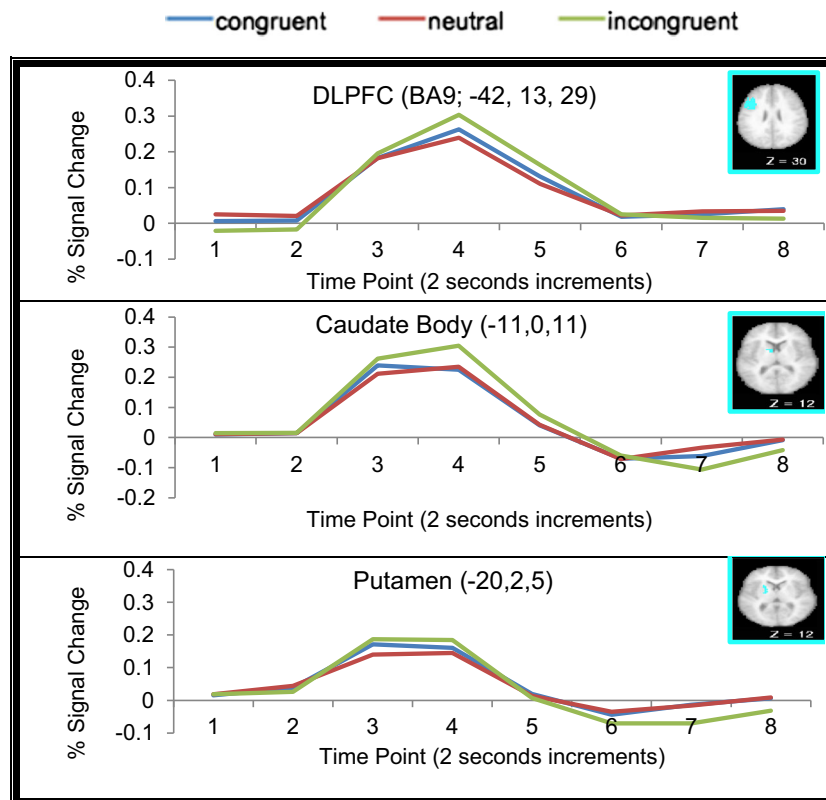 congruent neutral incongruent
DLPFC (BA9; -42, 13, 29)
% Signal Change
0.4
0.3
0.2
0.1
0
-0.1
1 2 3 4 5 6 7 8
Time Point (2 seconds increments)
Z = 30
Caudate Body (-11,0,11)
% Signal Change
0.4
0.3
0.2
0.1
0
-0.1
-0.2
1 2 3 4 5 6 7 8
Time Point (2 seconds increments)
Z = 12
Putamen (-20,2,5)
% Signal Change
0.4
0.3
0.2
0.1
0
-0.1
1 2 3 4 5 6 7 8
Time Point (2 seconds increments)
Z = 12